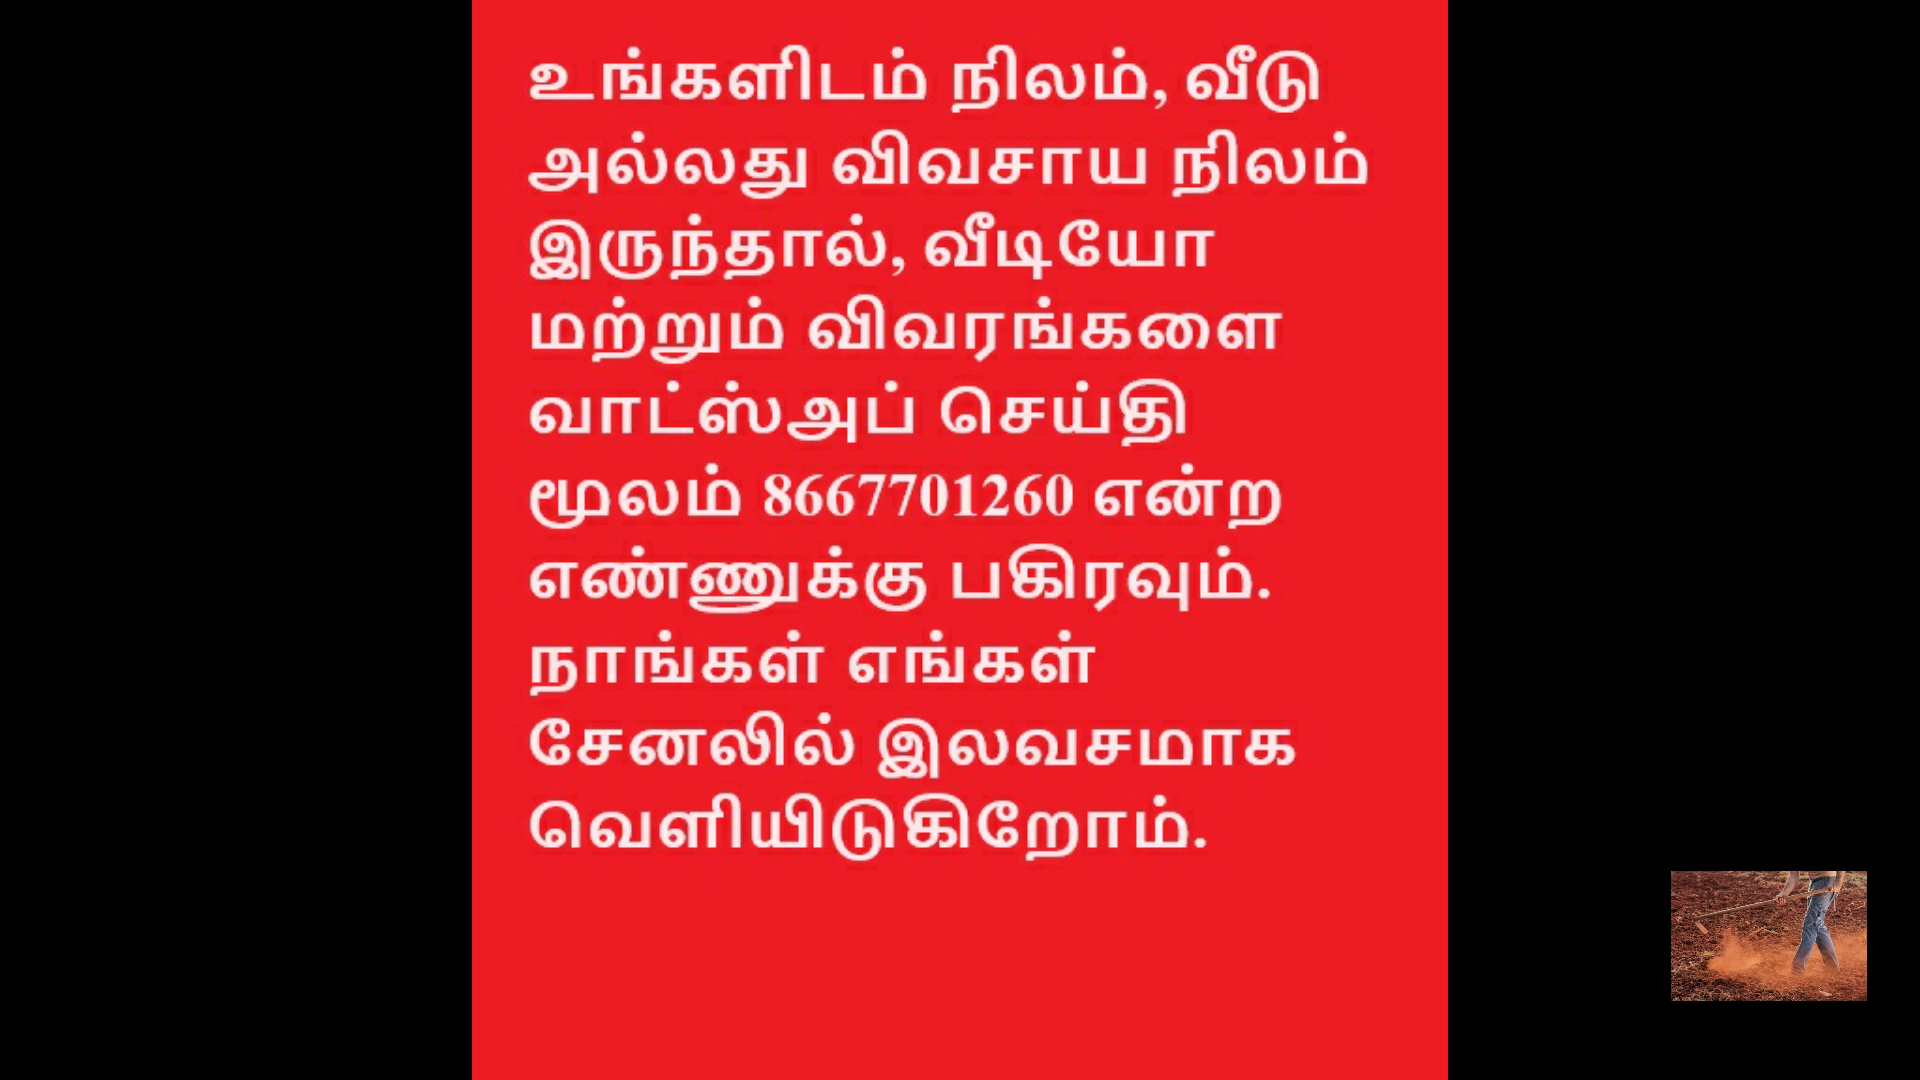 உங்களிடம் நிலம், வீடு
அல்லது விவசாய நிலம்
இருந்தால், வீடியோ
மற்றும் விவரங்களை
வாட்ஸ்அப் செய்தி
மூலம் 8667701260 என்ற
எண்ணுக்கு பகிரவும்.
நாங்கள் எங்கள்
சேனலில் இலவசமாக
வெளியிடுகிறோம்.